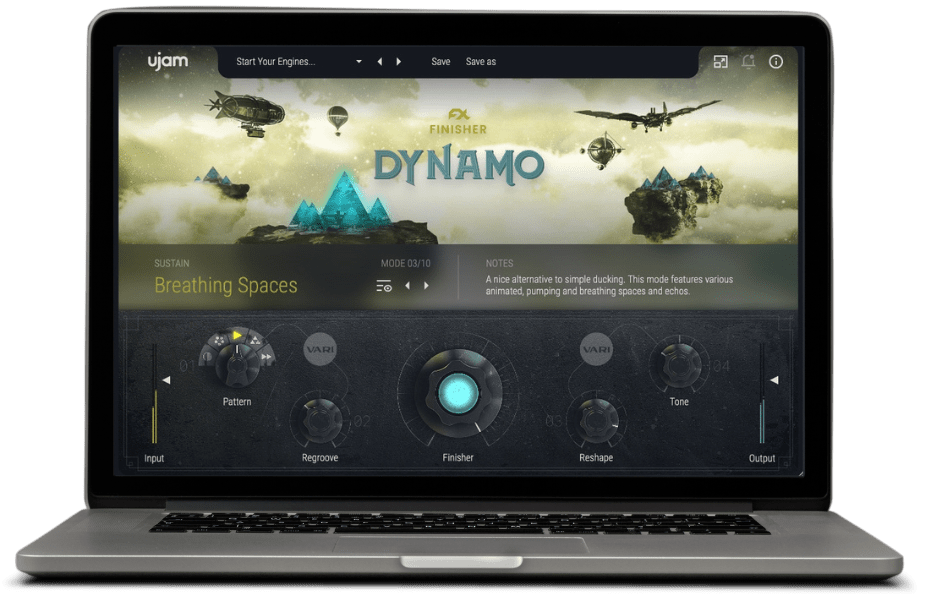 ujam
Start Your Engines...
Save
Save as
FX
FINISHER
DYNAMO
SUSTAIN
MODE 03/10
Breathing Spaces
NOTES
A nice alternative to simple ducking. This mode features various
animated, pumping and breathing spaces and echos.
01
VARI
VARI
04
Pattern
Tone
02
03
Input
Regroove
Finisher
Reshape
Output